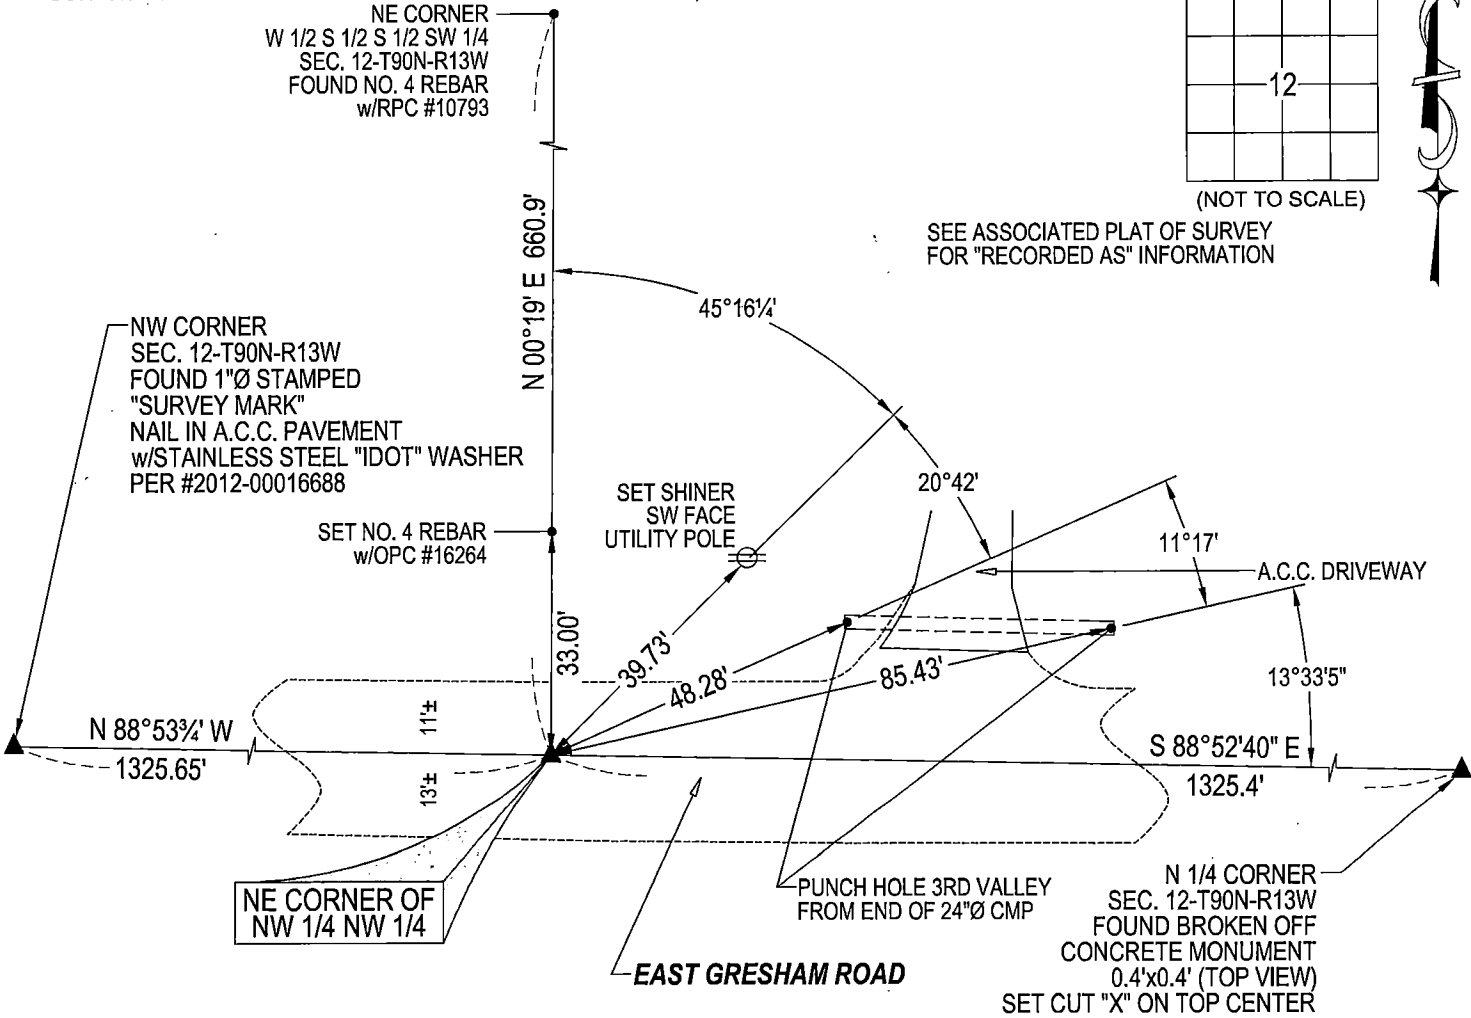 NE CORNER
W 1/2 S 1/2 S 1/2 SW 1/4
SEC. 12-T90N-R13W
FOUND NO. 4 REBAR
w/RPC #10793
12
(NOT TO SCALE)
SEE ASSOCIATED PLAT OF SURVEY
FOR "RECORDED AS" INFORMATION
N 00°19' E 660.9'
45°16¼'
NW CORNER
SEC. 12-T90N-R13W
FOUND 1"Ø STAMPED
"SURVEY MARK"
NAIL IN A.C.C. PAVEMENT
w/STAINLESS STEEL "IDOT" WASHER
PER #2012-00016688
20°42'
SET SHINER
SW FACE
UTILITY POLE
SET NO. 4 REBAR
w/OPC #16264
11°17'
A.C.C. DRIVEWAY
33.00'
39.73'
48.28'
85.43'
13°33'5"
11'±
13'±
N 88°53¾' W
1325.65'
S 88°52'40" E
1325.4'
NE CORNER OF
NW 1/4 NW 1/4
PUNCH HOLE 3RD VALLEY
FROM END OF 24"Ø CMP
EAST GRESHAM ROAD
N 1/4 CORNER
SEC. 12-T90N-R13W
FOUND BROKEN OFF
CONCRETE MONUMENT
0.4'x0.4' (TOP VIEW)
SET CUT "X" ON TOP CENTER